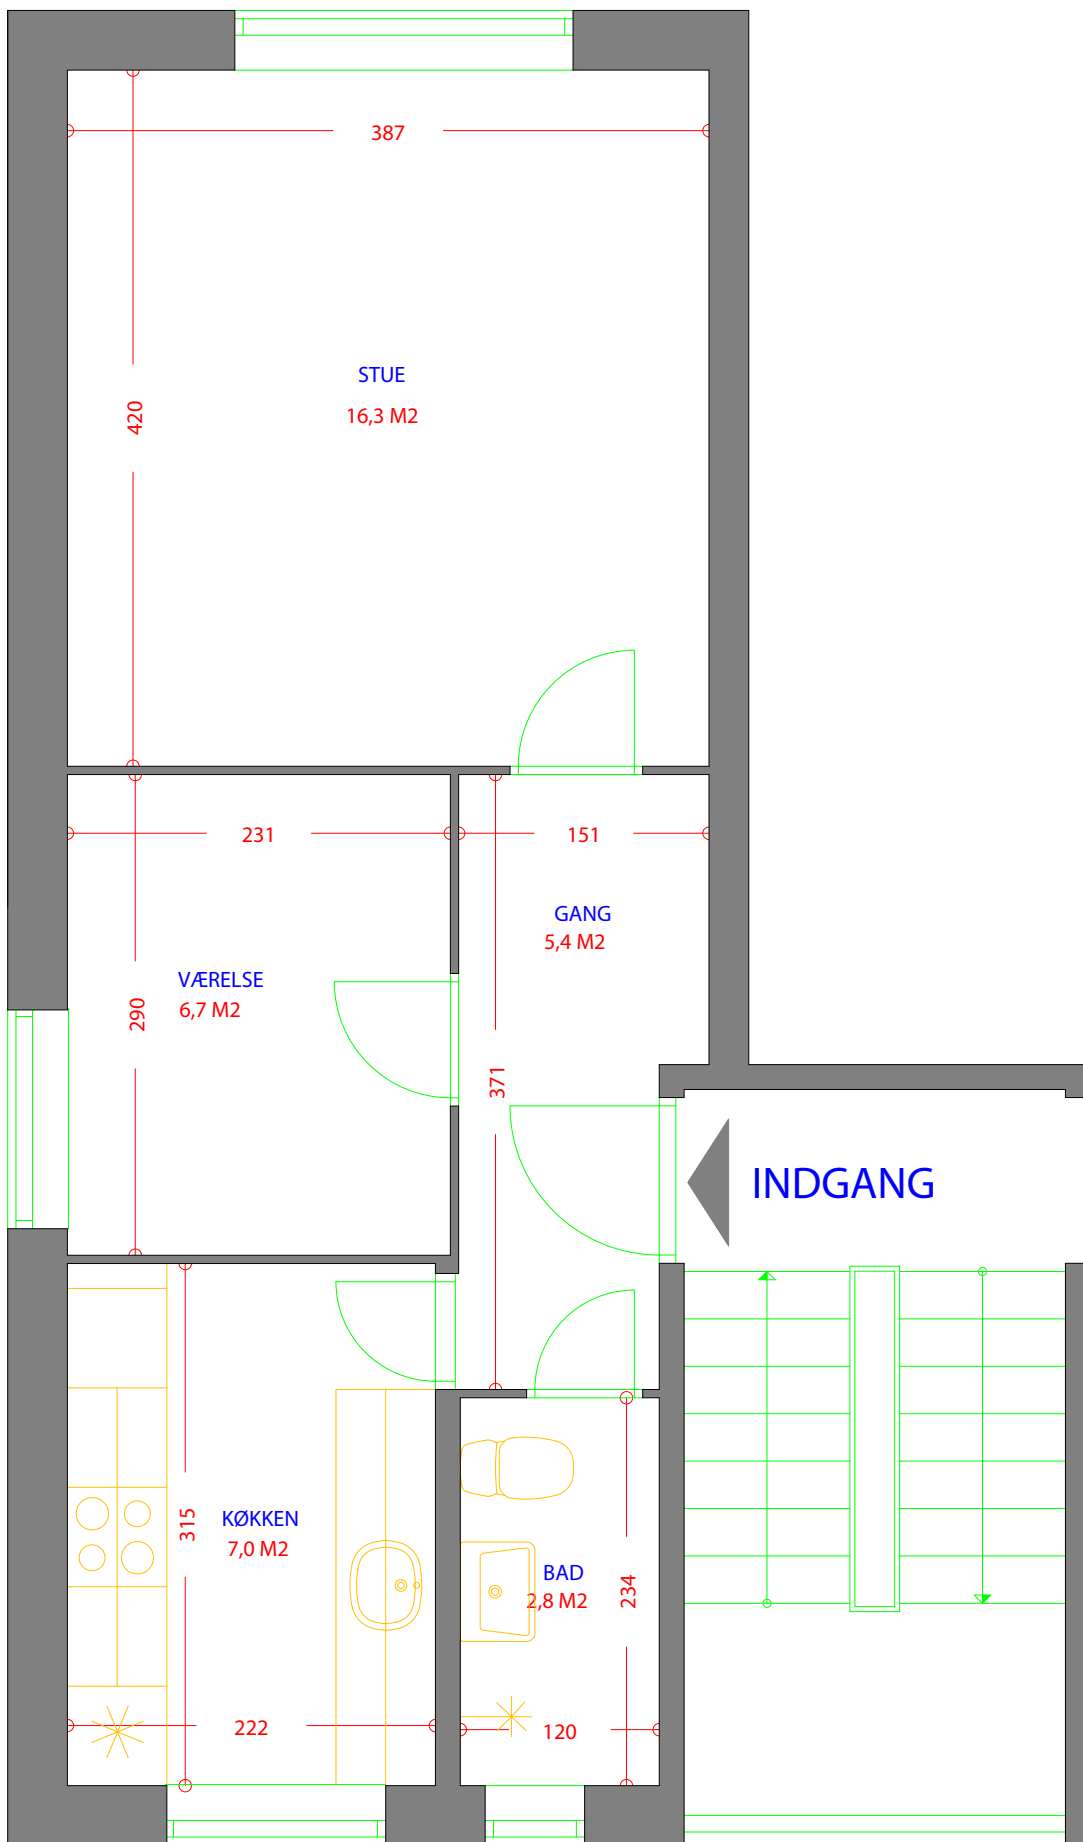 387
420
STUE
16,3 M2
231
151
GANG
5,4 M2
VÆRELSE
6,7 M2
290
371
INDGANG
315
KØKKEN
7,0 M2
BAD
2,8 M2
234
222
120